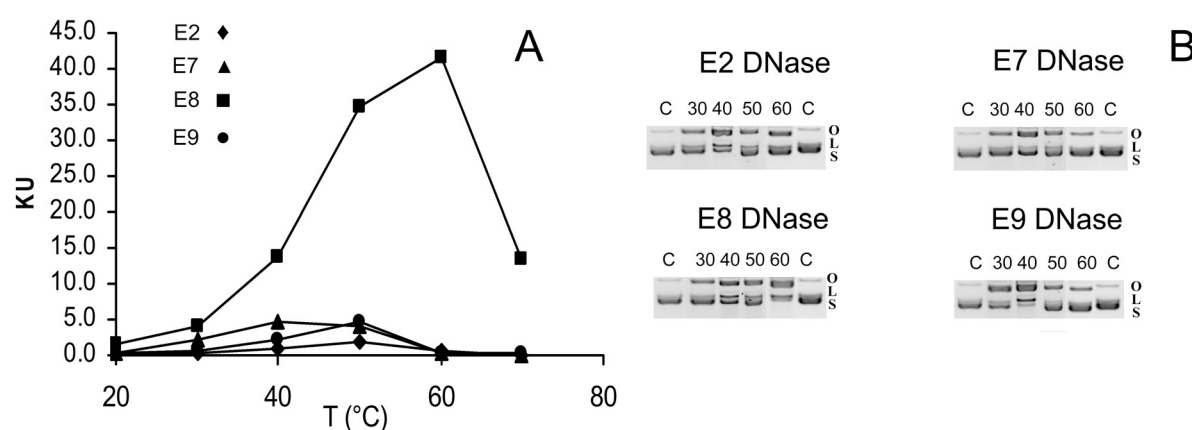 45.0
40.0
35.0
30.0
25.0
20.0
15.0
10.0
5.0
0.0
KU
20 40 60 80
T (°C)
E2
E7
E8
E9
A
B
E2 DNase
C 30 40 50 60 C
O
L
S
E7 DNase
C 30 40 50 60 C
O
L
S
E8 DNase
C 30 40 50 60 C
O
L
S
E9 DNase
C 30 40 50 60 C
O
L
S